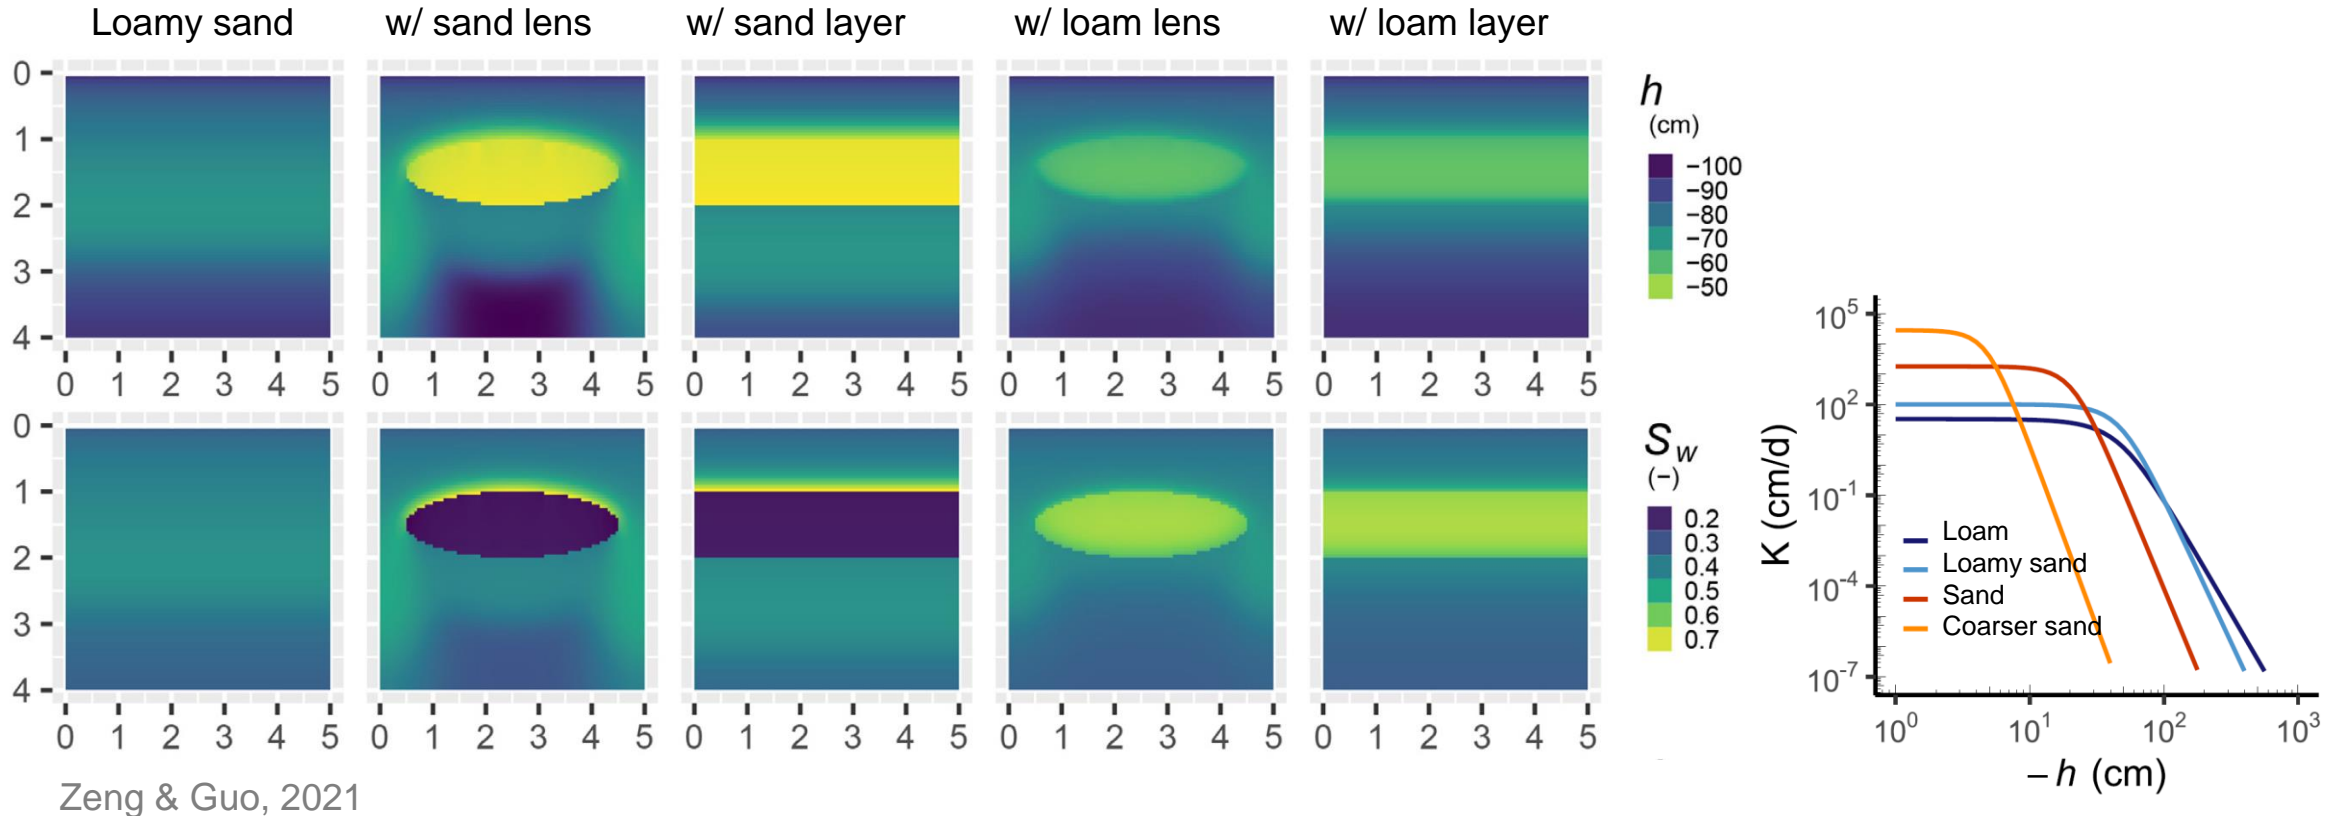 Loamy sand
w/ sand lens
w/ sand layer
w/ loam lens
w/ loam layer
0
1
2
3
4
0 1 2 3 4 5
0 1 2 3 4 5
0 1 2 3 4 5
0 1 2 3 4 5
0 1 2 3 4 5
h
(cm)
−100
−90
−80
−70
−60
−50
0
1
2
3
4
0 1 2 3 4 5
0 1 2 3 4 5
0 1 2 3 4 5
0 1 2 3 4 5
0 1 2 3 4 5
S_w
(−)
0.2
0.3
0.4
0.5
0.6
0.7
K (cm/d)
10^5
10^2
10^-1
10^-4
10^-7
Loam
Loamy sand
Sand
Coarser sand
10^0 10^1 10^2 10^3
−h (cm)
Zeng & Guo, 2021